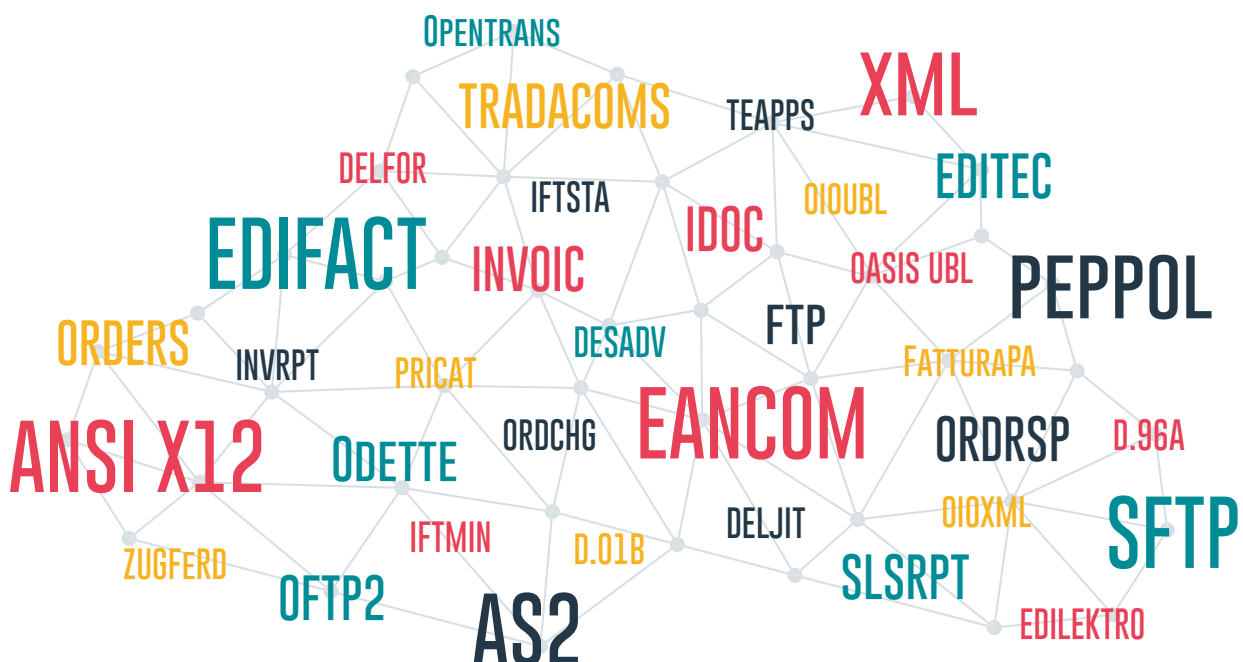 OPENTRANS
XML
TRADACOMS
TEAPPS
DELFOR
EDITEC
IFTSTA
OIOUBL
IDOC
EDIFACT
INVOIC
OASIS UBL
PEPPOL
FTP
ORDERS
DESADV
INVRPT
PRICAT
FATTURAPA
EANCOM
ANSI X12
ORDCHG
ORDRSP
D.96A
ODETTE
OIOXML
DELJIT
SFTP
IFTMIN
D.01B
ZUGFERD
SLSRPT
OFTP2
AS2
EDILEKTRO